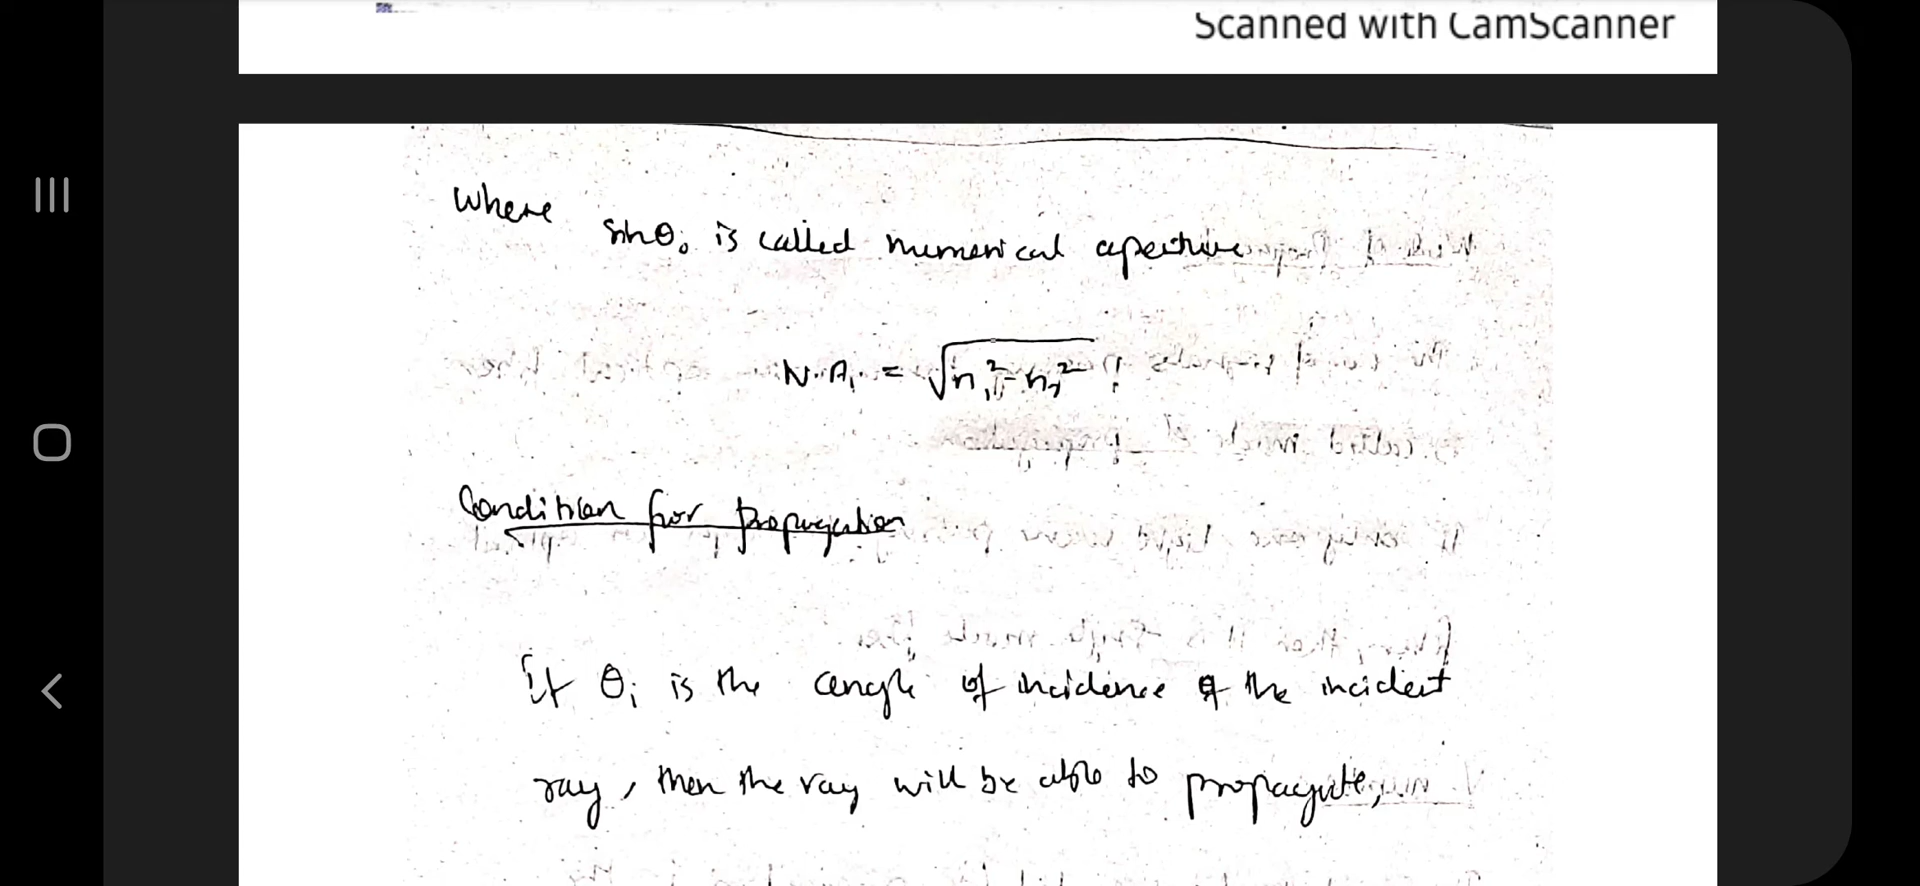 Scanned with CamScanner
Where
sinθ₀ is called numerical aperture
N.A. = √n₁² - n₂²
Condition for propagation
If θi is the angle of incidence of the incident
ray, then the ray will be able to propagate,